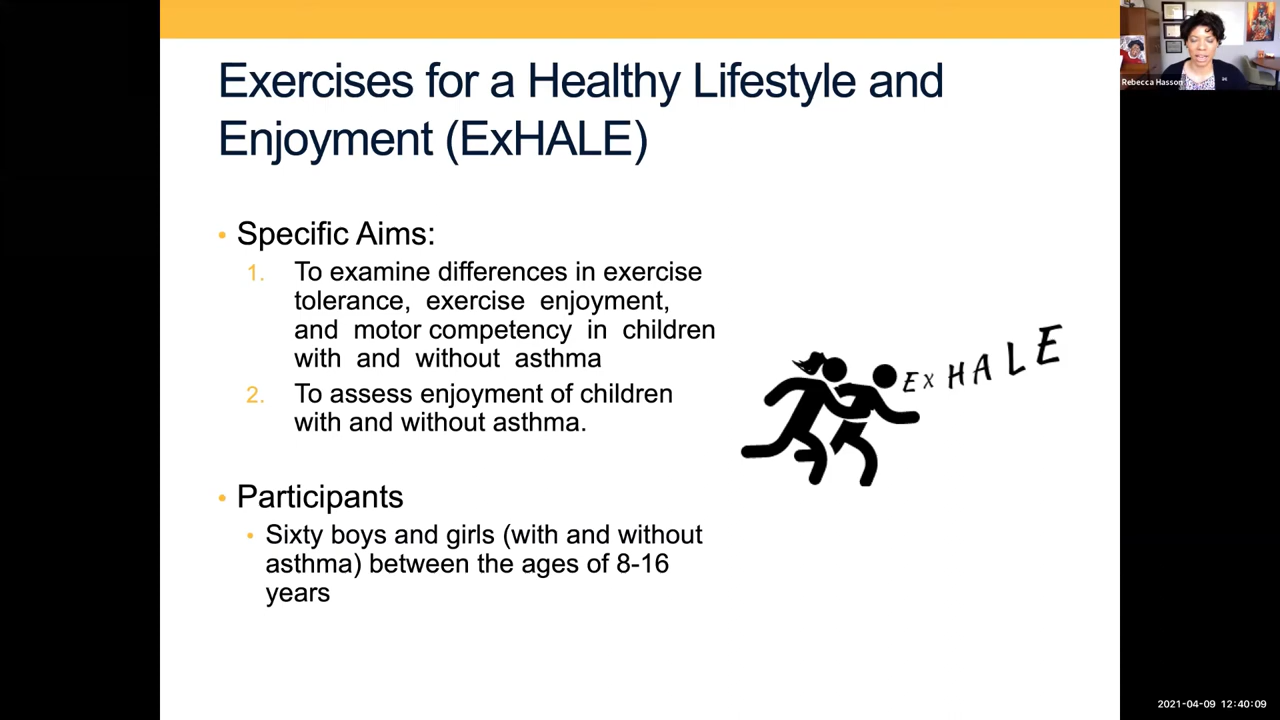 Exercises for a Healthy Lifestyle and
Enjoyment (ExHALE)
• Specific Aims:
1. To examine differences in exercise
tolerance, exercise enjoyment,
and motor competency in children
with and without asthma
2. To assess enjoyment of children
with and without asthma.
• Participants
• Sixty boys and girls (with and without
asthma) between the ages of 8-16
years
ExHALE
Rebecca Hasson
2021-04-09 12:40:09